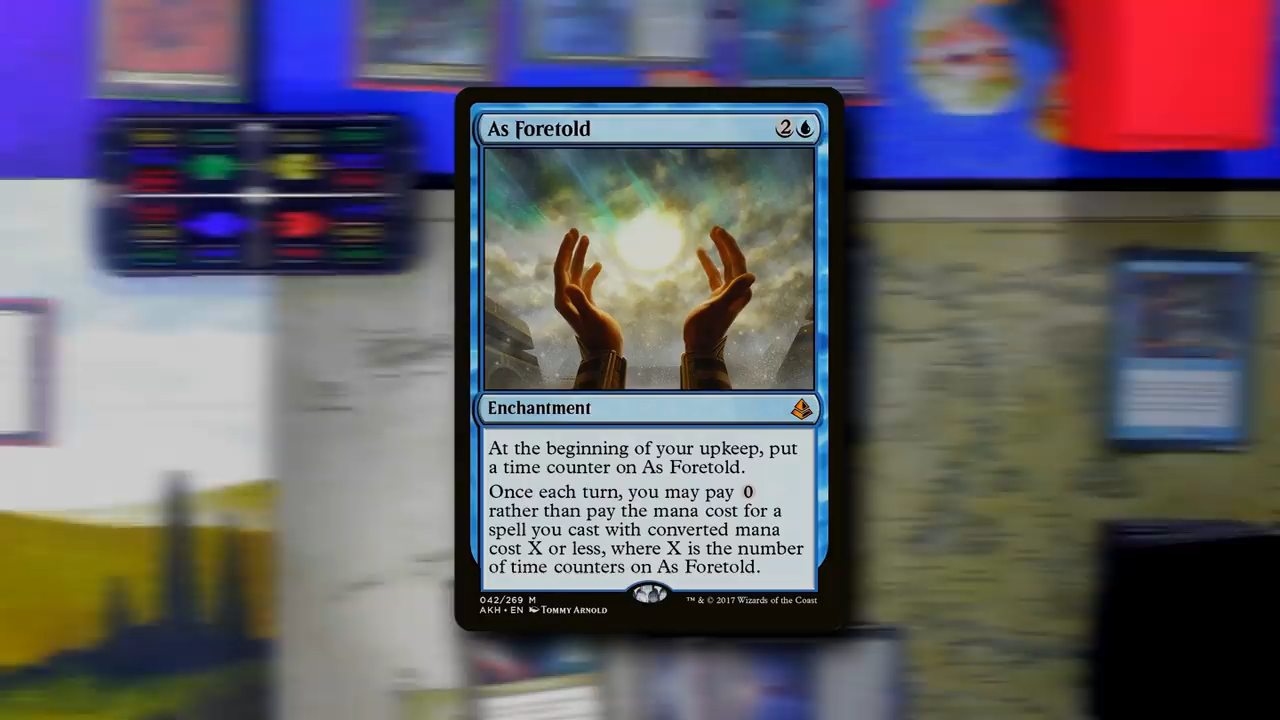 As Foretold 2
Enchantment
At the beginning of your upkeep, put
a time counter on As Foretold.
Once each turn, you may pay 0
rather than pay the mana cost for a
spell you cast with converted mana
cost X or less, where X is the number
of time counters on As Foretold.
042/269 M
AKH • EN TOMMY ARNOLD
™ & © 2017 Wizards of the Coast